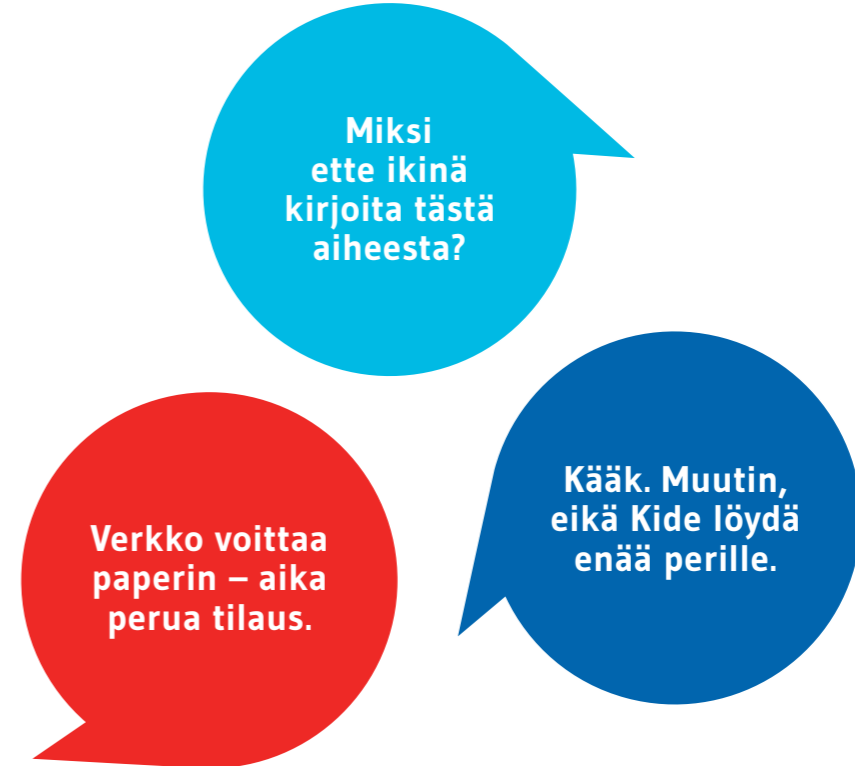 Miksi
ette ikinä
kirjoita tästä
aiheesta?
Verkko voittaa
paperin – aika
perua tilaus.
Kääk. Muutin,
eikä Kide löydä
enää perille.